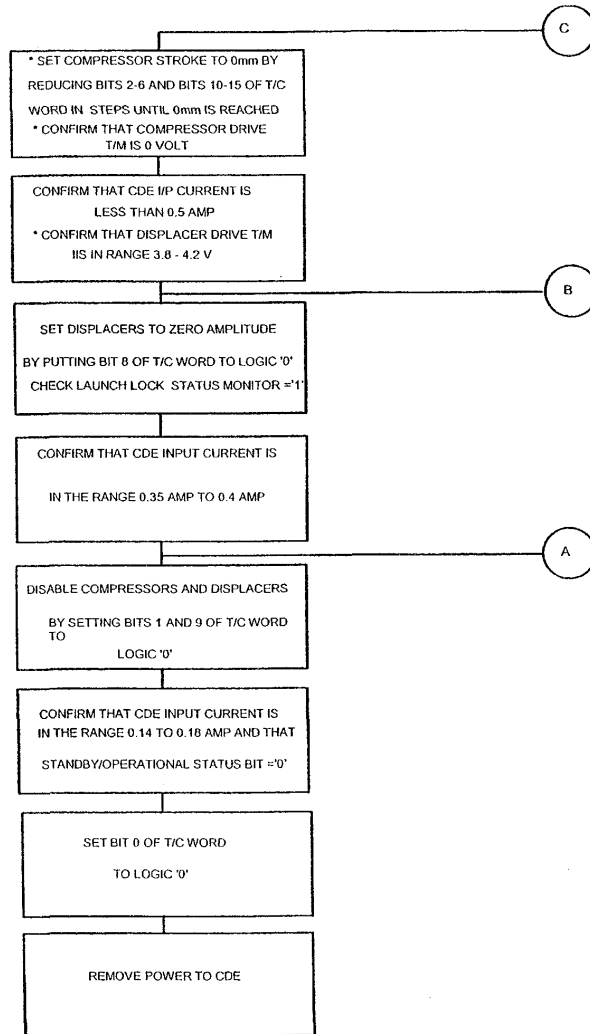 C
* SET COMPRESSOR STROKE TO 0mm BY
REDUCING BITS 2-6 AND BITS 10-15 OF T/C
WORD IN STEPS UNTIL 0mm IS REACHED
* CONFIRM THAT COMPRESSOR DRIVE
T/M IS 0 VOLT
CONFIRM THAT CDE I/P CURRENT IS
LESS THAN 0.5 AMP
* CONFIRM THAT DISPLACER DRIVE T/M
IIS IN RANGE 3.8 - 4.2 V
B
SET DISPLACERS TO ZERO AMPLITUDE
BY PUTTING BIT 8 OF T/C WORD TO LOGIC '0'
CHECK LAUNCH LOCK STATUS MONITOR ='1'
CONFIRM THAT CDE INPUT CURRENT IS
IN THE RANGE 0.35 AMP TO 0.4 AMP
A
DISABLE COMPRESSORS AND DISPLACERS
BY SETTING BITS 1 AND 9 OF T/C WORD
TO
LOGIC '0'
CONFIRM THAT CDE INPUT CURRENT IS
IN THE RANGE 0.14 TO 0.18 AMP AND THAT
STANDBY/OPERATIONAL STATUS BIT ='0'
SET BIT 0 OF T/C WORD
TO LOGIC '0'
REMOVE POWER TO CDE